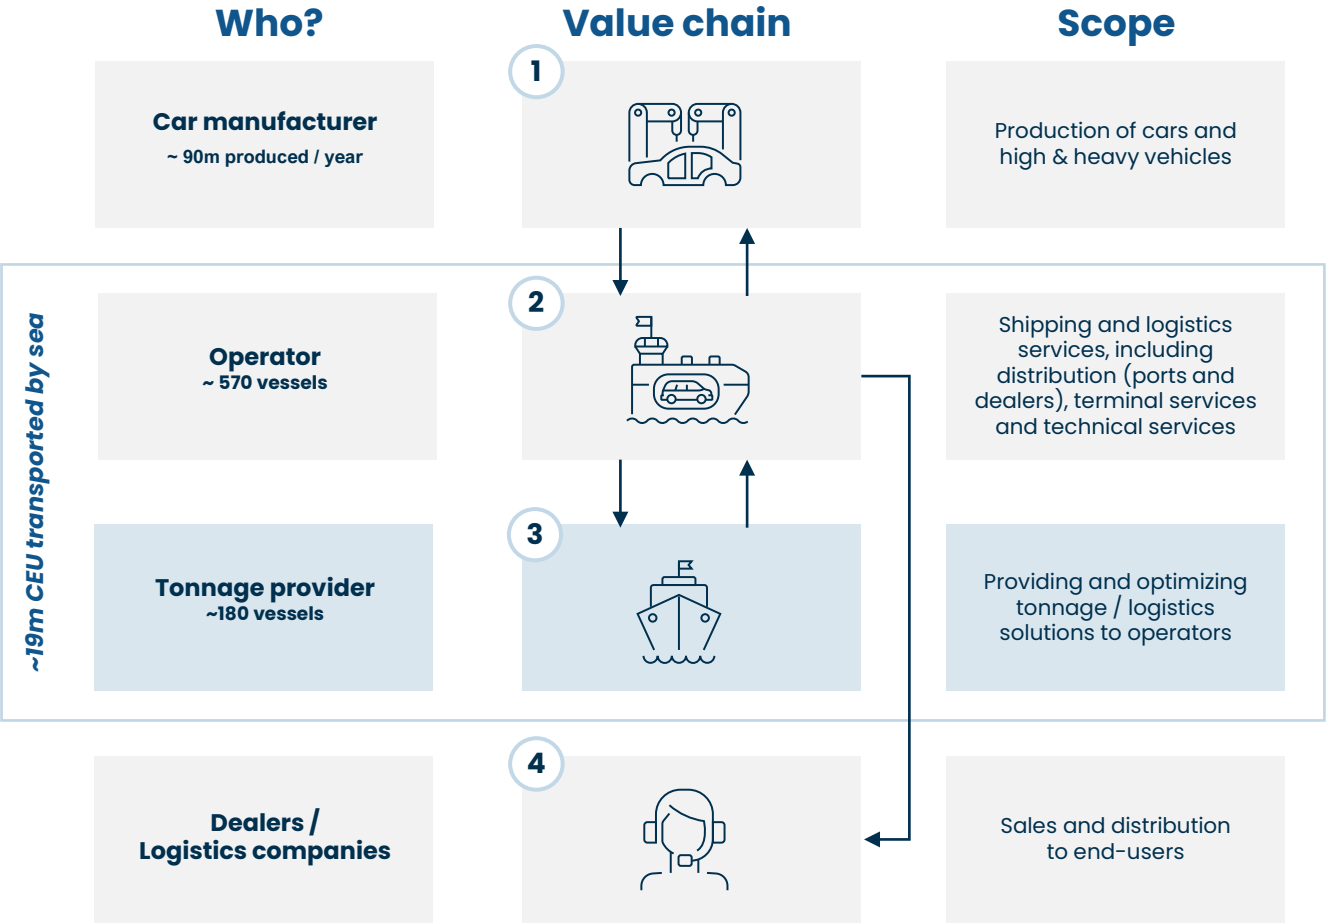 Who?
Value chain
Scope
1
Car manufacturer
~ 90m produced / year
Production of cars and
high & heavy vehicles
~19m CEU transported by sea
2
Operator
~ 570 vessels
Shipping and logistics
services, including
distribution (ports and
dealers), terminal services
and technical services
3
Tonnage provider
~180 vessels
Providing and optimizing
tonnage / logistics
solutions to operators
4
Dealers /
Logistics companies
Sales and distribution
to end-users